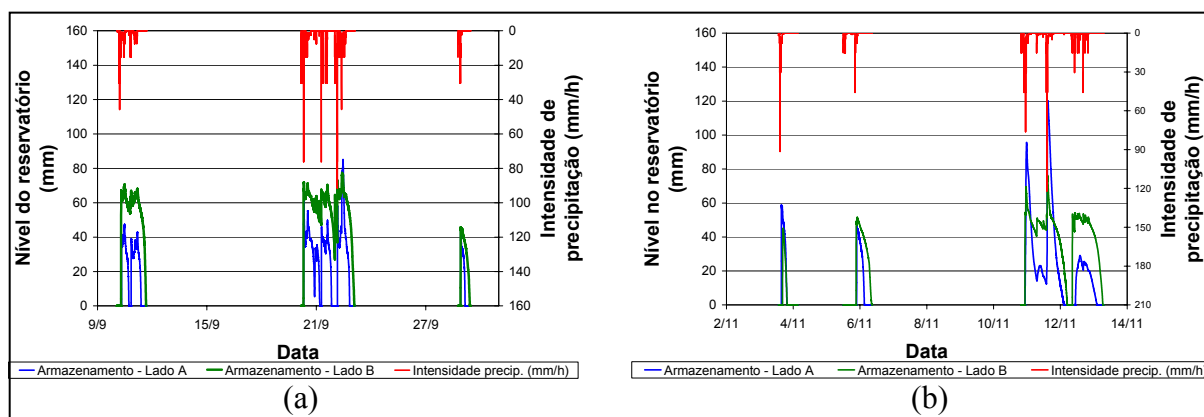 Nível do reservatório
(mm)
160
140
120
100
80
60
40
20
0
0
20
40
60
80
100
120
140
160
Intensidade de
precipitação (mm/h)
9/9
15/9
21/9
27/9
Data
Armazenamento - Lado A
Armazenamento - Lado B
Intensidade precip. (mm/h)
(a)
Nível no reservatório
(mm)
160
140
120
100
80
60
40
20
0
0
30
60
90
120
150
180
210
Intensidade de
precipitação (mm/h)
2/11
4/11
6/11
8/11
10/11
12/11
14/11
Data
Armazenamento - Lado A
Armazenamento - Lado B
Intensidade precip. (mm/h)
(b)